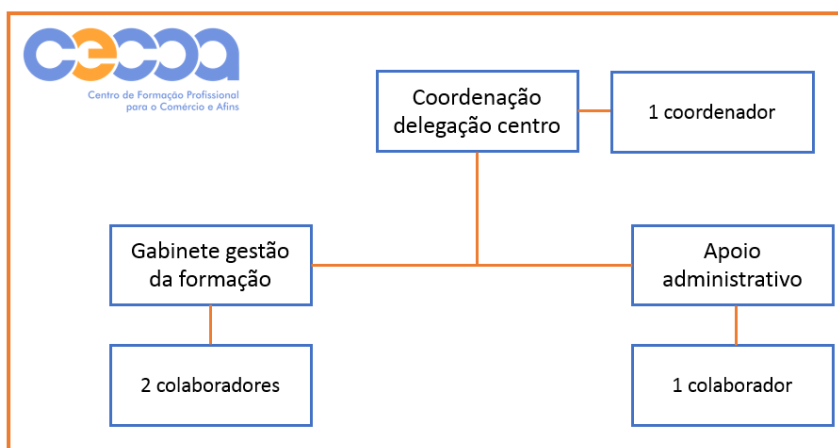 cecoa
Centro de Formação Profissional
para o Comércio e Afins
Coordenação
delegação centro
1 coordenador
Gabinete gestão
da formação
Apoio
administrativo
2 colaboradores
1 colaborador